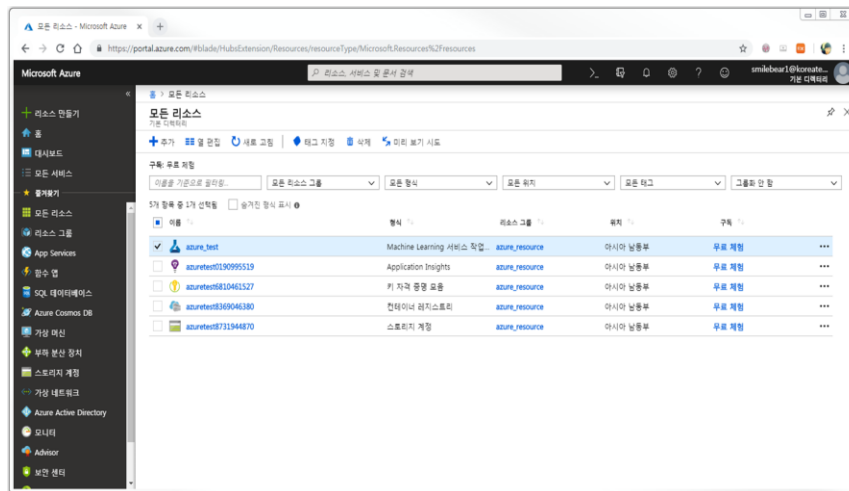 모든 리소스 - Microsoft Azure
https://portal.azure.com/#blade/HubsExtension/Resources/resourceType/Microsoft.Resources%2Fresources
Microsoft Azure
리소스, 서비스 및 문서 검색
smilebear1@koreate...
기본 디렉터리
리소스 만들기
홈
대시보드
모든 서비스
즐겨찾기
모든 리소스
리소스 그룹
App Services
함수 앱
SQL 데이터베이스
Azure Cosmos DB
가상 머신
부하 분산 장치
스토리지 계정
가상 네트워크
Azure Active Directory
모니터
Advisor
보안 센터
홈 > 모든 리소스
모든 리소스
기본 디렉터리
추가 열 편집 새로 고침 태그 지정 삭제 미리 보기 시도
구독: 무료 체험
이름을 기준으로 필터링... 모든 리소스 그룹 모든 형식 모든 위치 모든 태그 그룹화 안 함
5개 항목 중 1개 선택됨 숨겨진 형식 표시
이름 형식 리소스 그룹 위치 구독
azure_test Machine Learning 서비스 작업... azure_resource 아시아 남동부 무료 체험
azuretest0190995519 Application Insights azure_resource 아시아 남동부 무료 체험
azuretest6810461527 키 자격 증명 모음 azure_resource 아시아 남동부 무료 체험
azuretest8369046380 컨테이너 레지스트리 azure_resource 아시아 남동부 무료 체험
azuretest8731944870 스토리지 계정 azure_resource 아시아 남동부 무료 체험